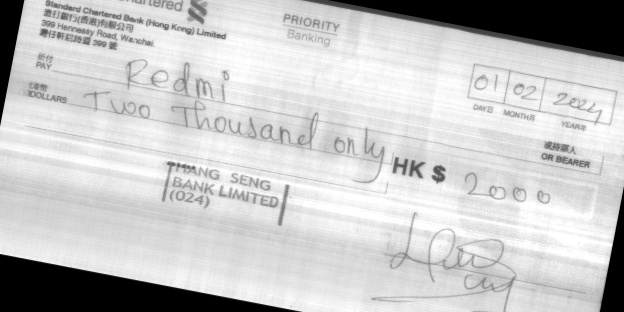 Chartered
Standard Chartered Bank (Hong Kong) Limited
渣打銀行(香港)有限公司
399 Hennessy Road, Wanchai
灣仔軒尼詩道 399 號
PRIORITY
Banking
01 02 2024
DAY日 MONTH月 YEAR年
祈付
PAY Redmi
或持票人
OR BEARER
港幣
DOLLARS Two Thousand only
HK $ 2000
HANG SENG
BANK LIMITED
(024)